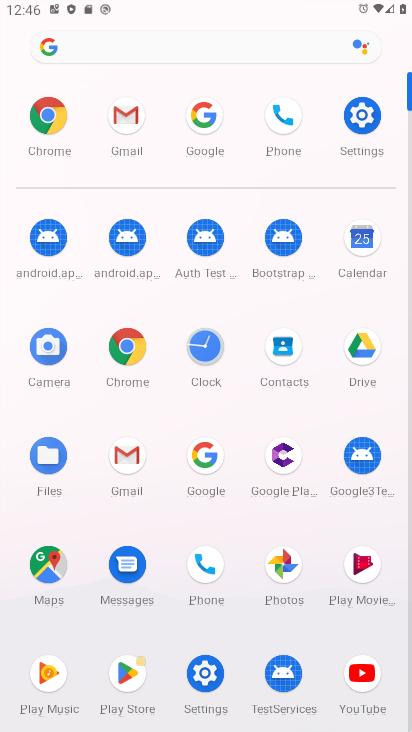 12:46
Chrome
Gmail
Google
Phone
Settings
android.ap...
android.ap...
Auth Test ...
Bootstrap ...
25
Calendar
Camera
Chrome
Clock
Contacts
Drive
Files
Gmail
Google
Google Pla...
Google3Te...
Maps
Messages
Phone
Photos
Play Movie...
Play Music
Play Store
Settings
TestServices
YouTube